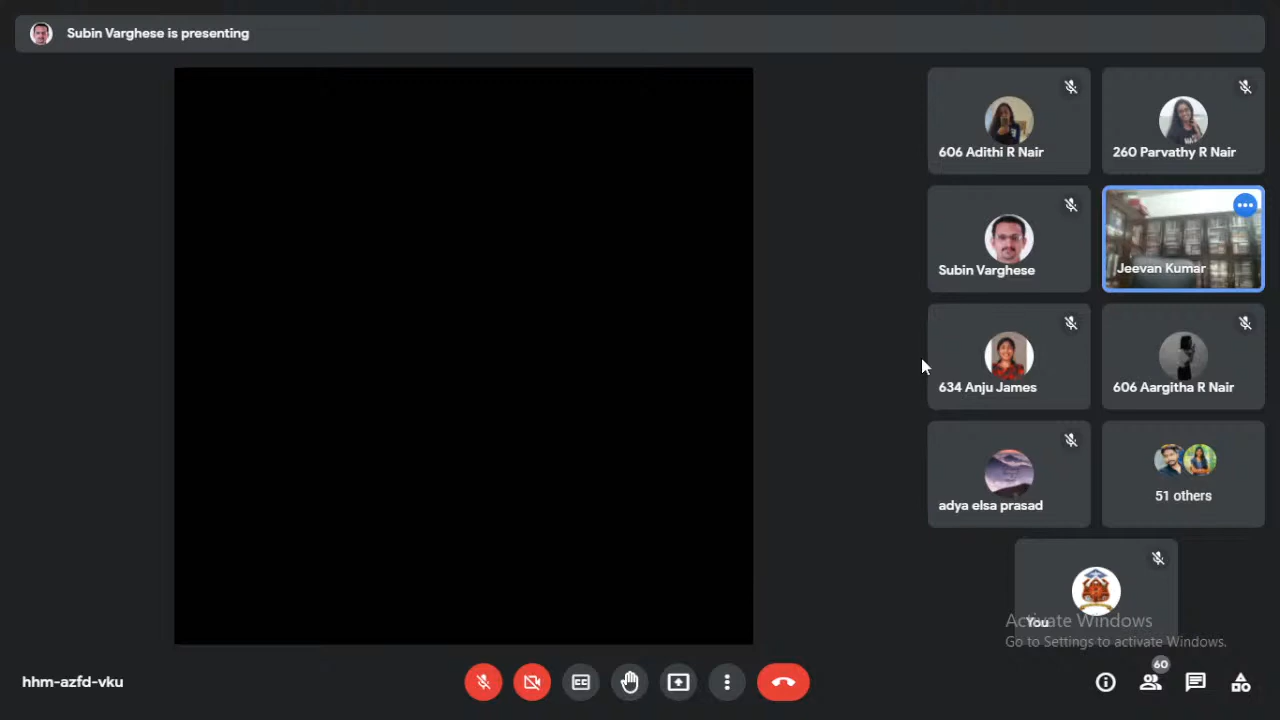 Subin Varghese is presenting
606 Adithi R Nair
260 Parvathy R Nair
Subin Varghese
Jeevan Kumar
634 Anju James
606 Aargitha R Nair
adya elsa prasad
51 others
You
Activate Windows
Go to Settings to activate Windows.
hhm-azfd-vku
CC
60